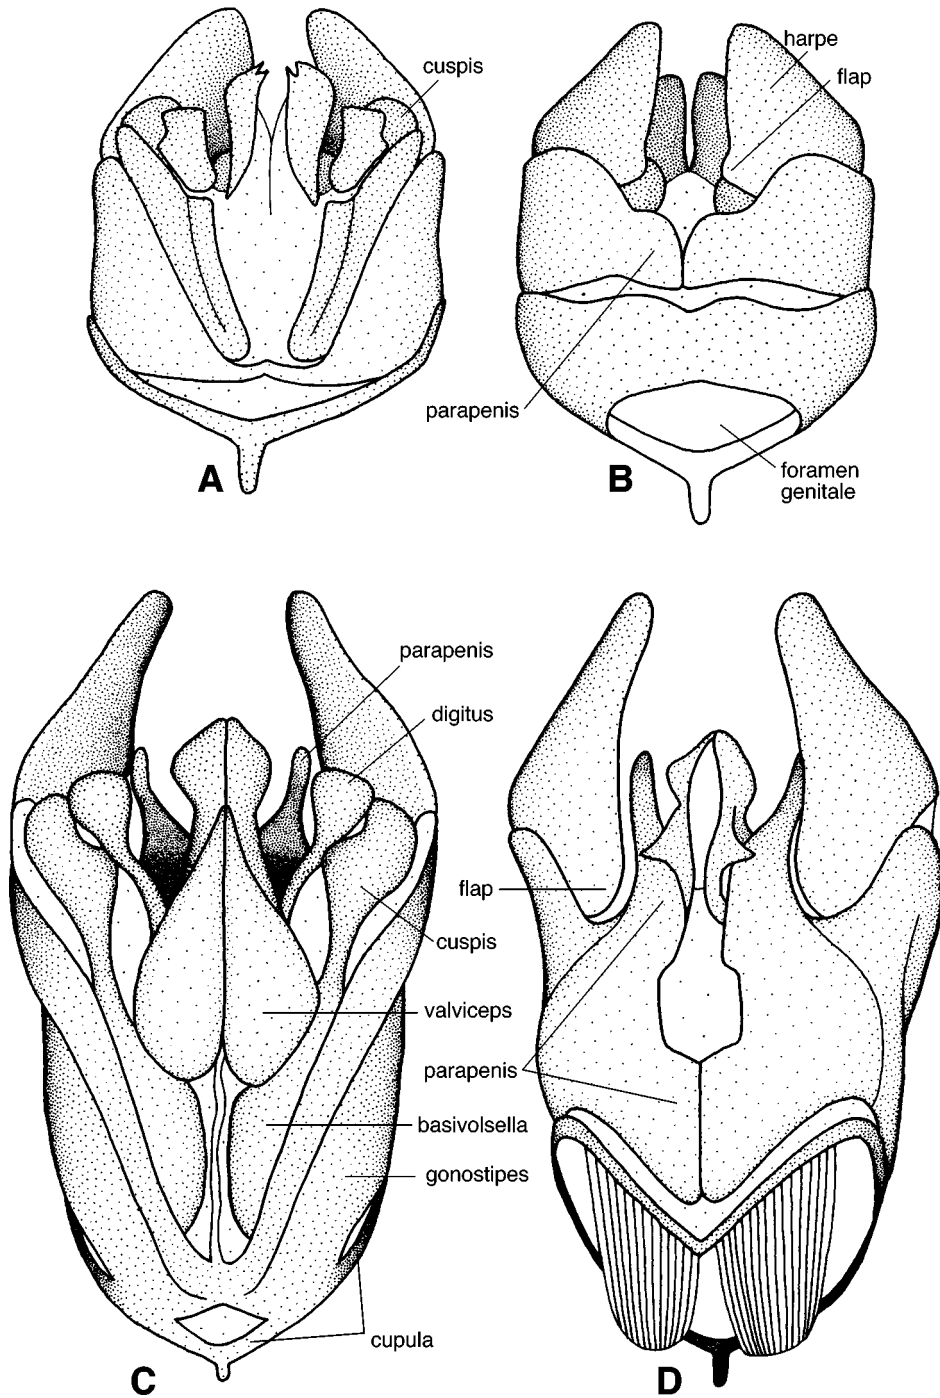 cuspis
harpe
flap
parapenis
foramen
genitale
A
B
parapenis
digitus
flap
cuspis
valviceps
parapenis
basivolsella
gonostipes
cupula
C
D